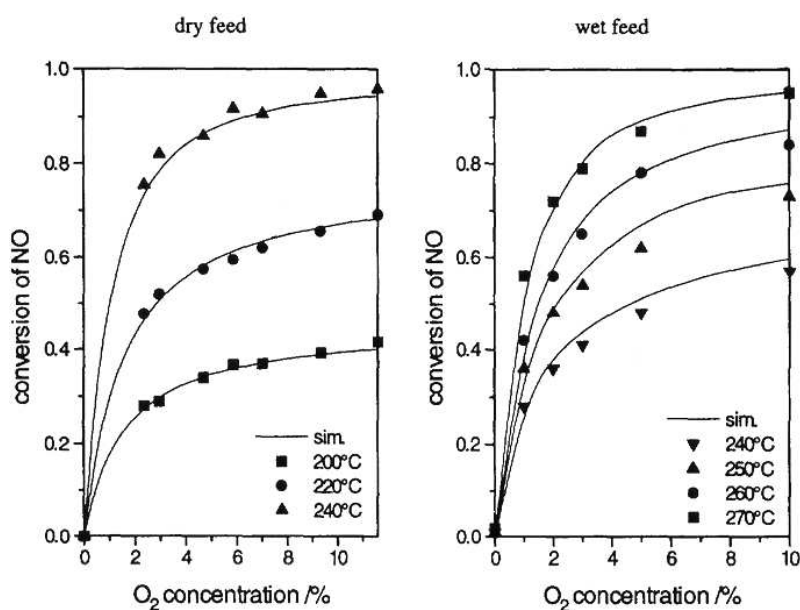 dry feed
wet feed
conversion of NO
1.0
0.8
0.6
0.4
0.2
0.0
sim.
200°C
220°C
240°C
0 2 4 6 8 10
O₂ concentration /%
conversion of NO
1.0
0.8
0.6
0.4
0.2
0.0
sim.
240°C
250°C
260°C
270°C
0 2 4 6 8 10
O₂ concentration /%